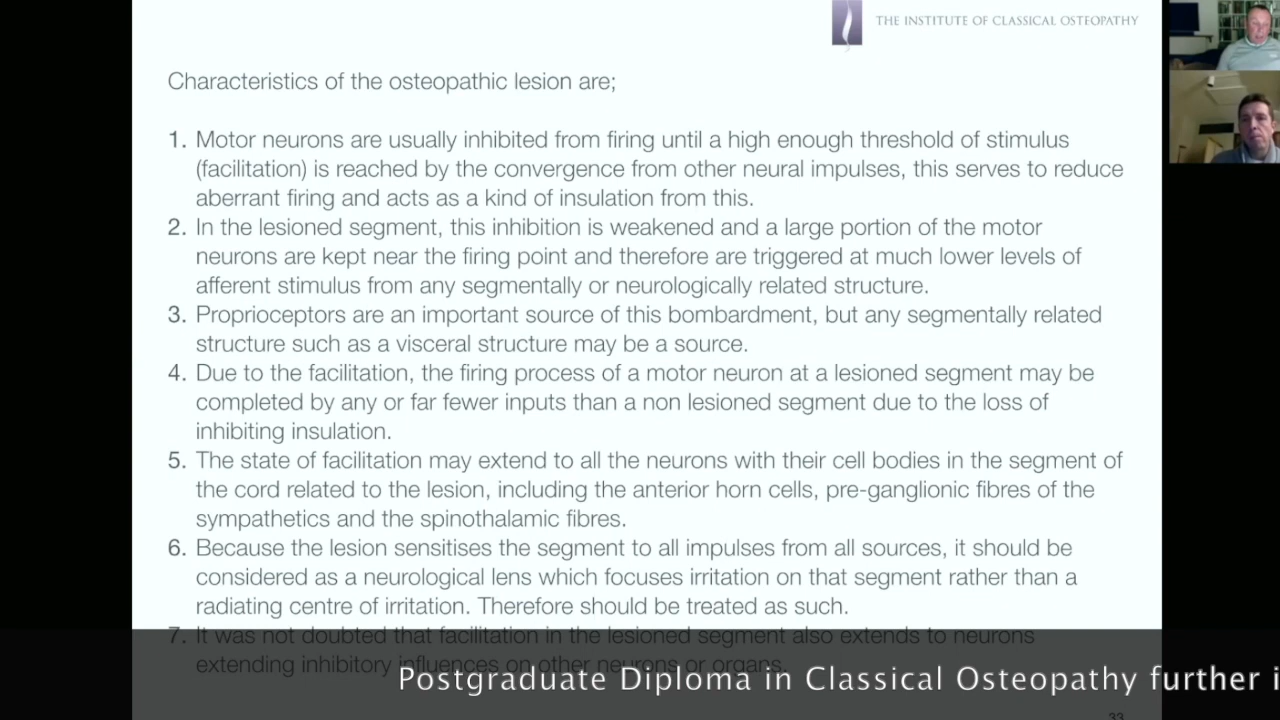 THE INSTITUTE OF CLASSICAL OSTEOPATHY
Characteristics of the osteopathic lesion are;
1. Motor neurons are usually inhibited from firing until a high enough threshold of stimulus
(facilitation) is reached by the convergence from other neural impulses, this serves to reduce
aberrant firing and acts as a kind of insulation from this.
2. In the lesioned segment, this inhibition is weakened and a large portion of the motor
neurons are kept near the firing point and therefore are triggered at much lower levels of
afferent stimulus from any segmentally or neurologically related structure.
3. Proprioceptors are an important source of this bombardment, but any segmentally related
structure such as a visceral structure may be a source.
4. Due to the facilitation, the firing process of a motor neuron at a lesioned segment may be
completed by any or far fewer inputs than a non lesioned segment due to the loss of
inhibiting insulation.
5. The state of facilitation may extend to all the neurons with their cell bodies in the segment of
the cord related to the lesion, including the anterior horn cells, pre-ganglionic fibres of the
sympathetics and the spinothalamic fibres.
6. Because the lesion sensitises the segment to all impulses from all sources, it should be
considered as a neurological lens which focuses irritation on that segment rather than a
radiating centre of irritation. Therefore should be treated as such.
7. It was not doubted that facilitation in the lesioned segment also extends to neurons
extending inhibitory influences on other neurons or organs.
Postgraduate Diploma in Classical Osteopathy further i
33